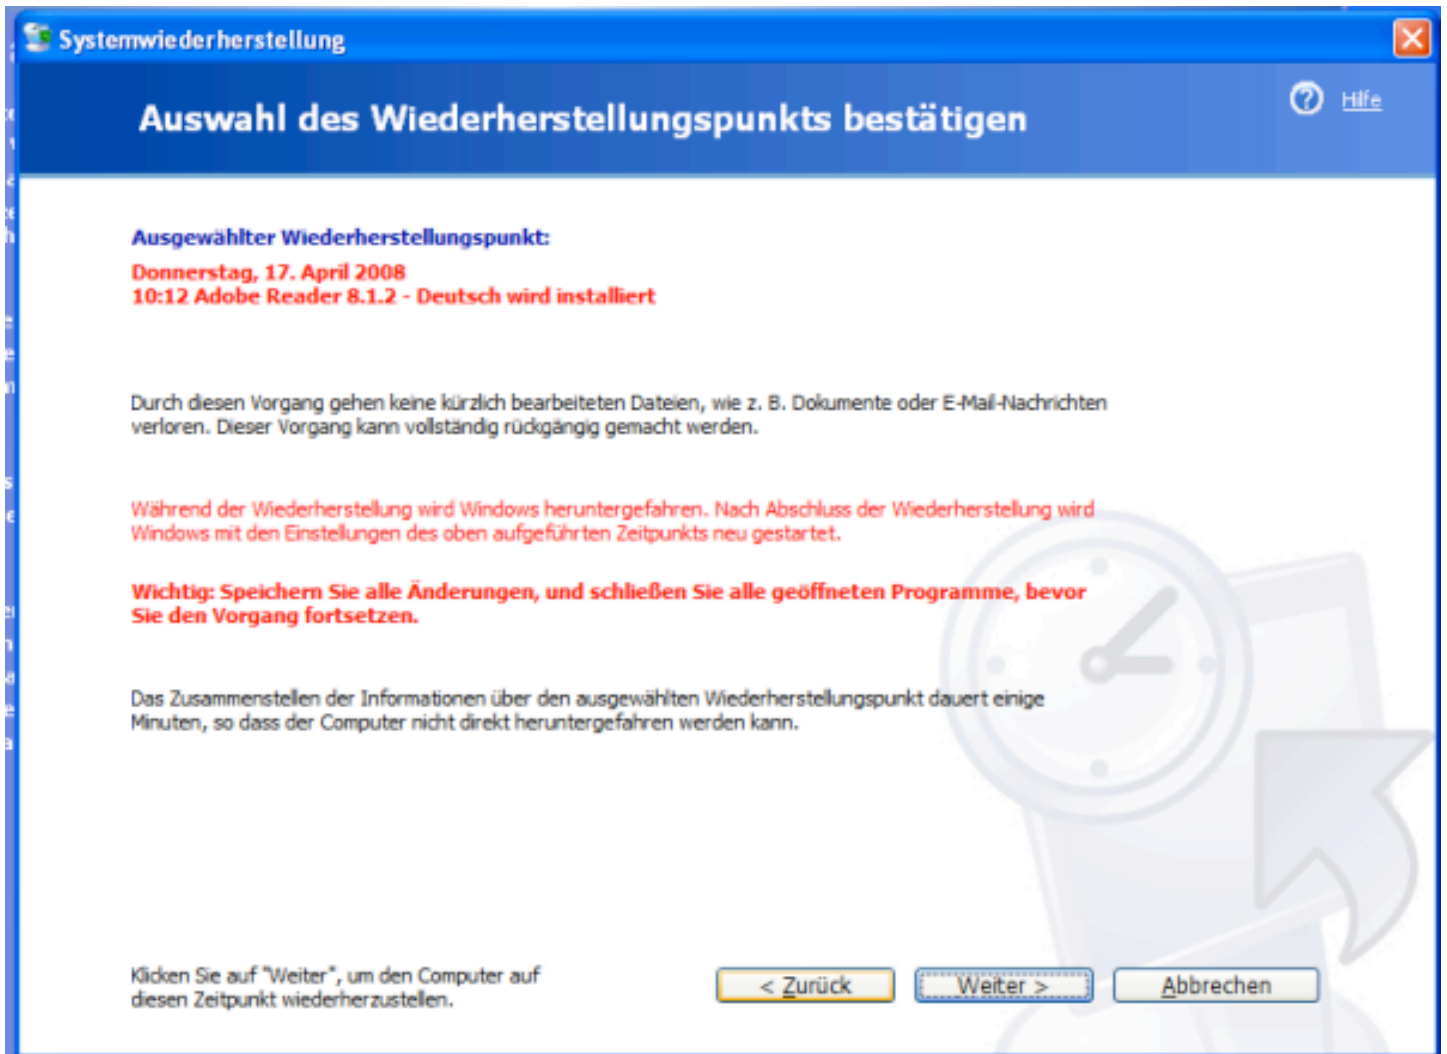 Systemwiederherstellung
Auswahl des Wiederherstellungspunkts bestätigen
Hilfe
Ausgewählter Wiederherstellungspunkt:
Donnerstag, 17. April 2008
10:12 Adobe Reader 8.1.2 - Deutsch wird installiert
Durch diesen Vorgang gehen keine kürzlich bearbeiteten Dateien, wie z. B. Dokumente oder E-Mail-Nachrichten
verloren. Dieser Vorgang kann vollständig rückgängig gemacht werden.
Während der Wiederherstellung wird Windows heruntergefahren. Nach Abschluss der Wiederherstellung wird
Windows mit den Einstellungen des oben aufgeführten Zeitpunkts neu gestartet.
Wichtig: Speichern Sie alle Änderungen, und schließen Sie alle geöffneten Programme, bevor
Sie den Vorgang fortsetzen.
Das Zusammenstellen der Informationen über den ausgewählten Wiederherstellungspunkt dauert einige
Minuten, so dass der Computer nicht direkt heruntergefahren werden kann.
Klicken Sie auf "Weiter", um den Computer auf
diesen Zeitpunkt wiederherzustellen.
< Zurück
Weiter >
Abbrechen